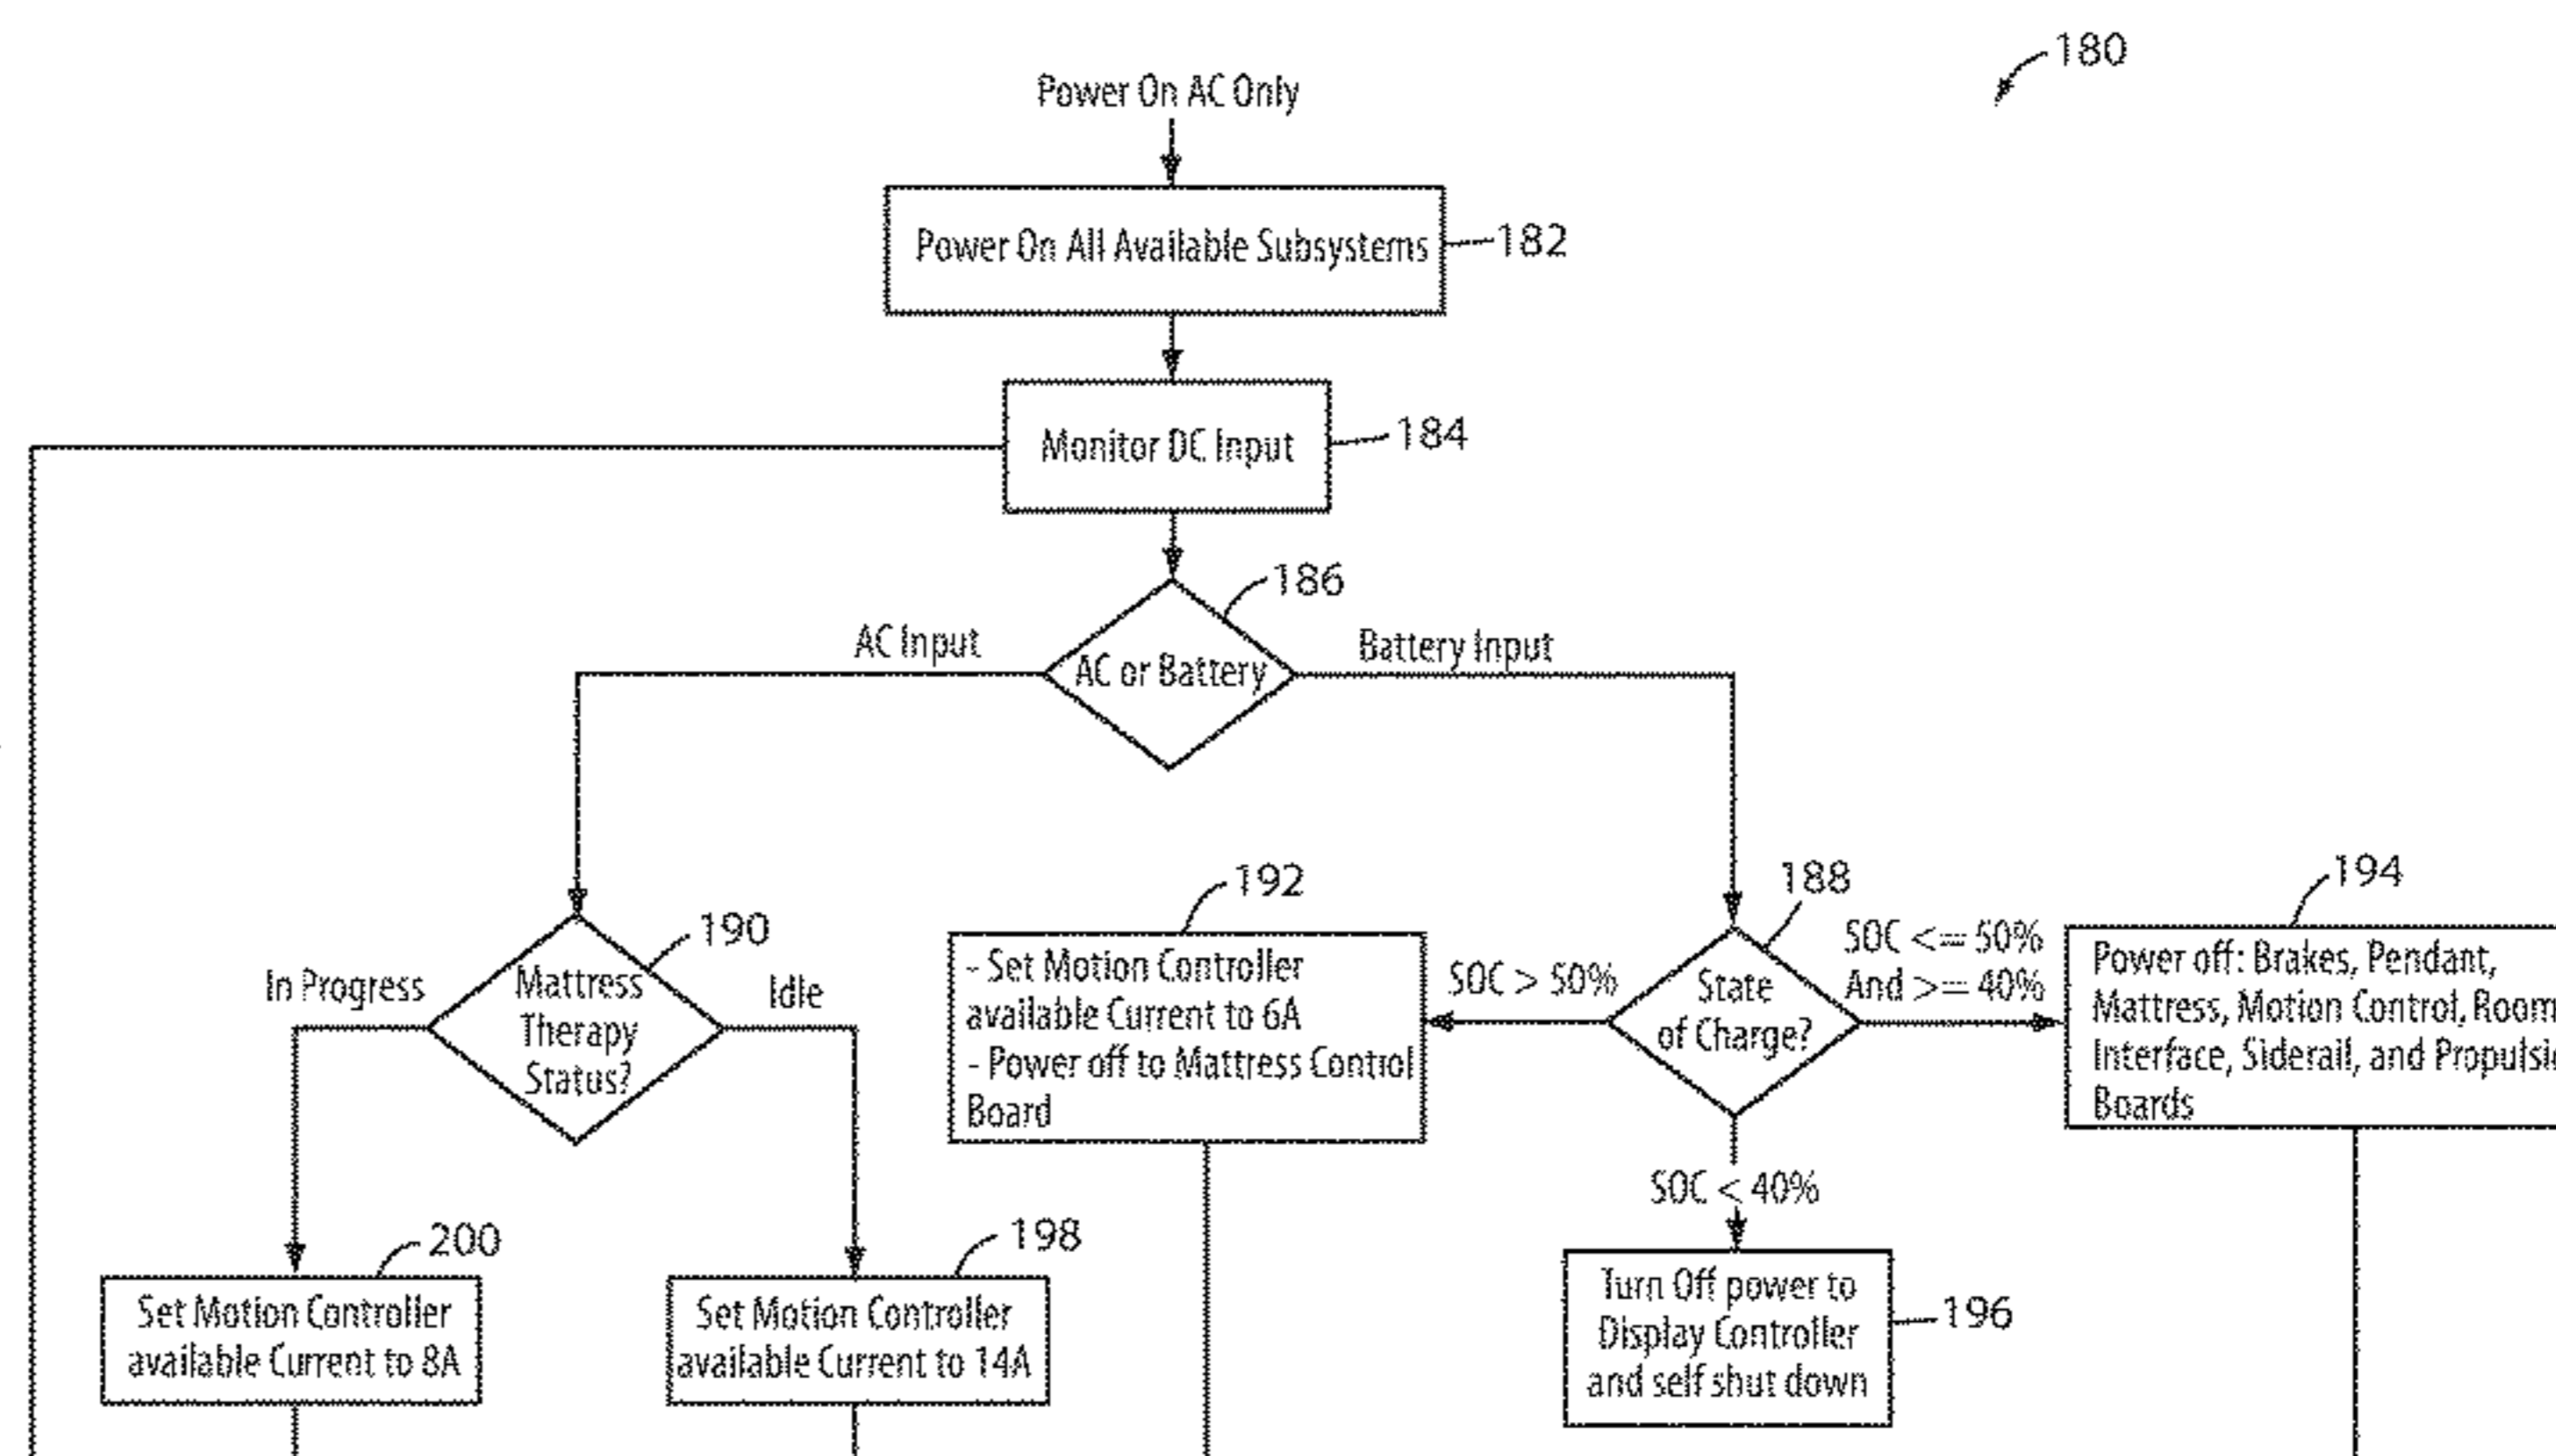 180
Power On AC Only
Power On All Available Subsystems
182
Monitor DC Input
184
186
AC Input
AC or Battery
Battery Input
190
In Progress
Mattress
Therapy
Status?
Idle
192
- Set Motion Controller
available Current to 6A
- Power off to Mattress Control
Board
SOC > 50%
188
State
of Charge?
SOC <= 50%
And >= 40%
194
Power off: Brakes, Pendant,
Mattress, Motion Control, Room
Interface, Siderail, and
Boards
200
Set Motion Controller
available Current to 8A
198
Set Motion Controller
available Current to 14A
SOC < 40%
Turn Off power to
Display Controller
and self shut down
196